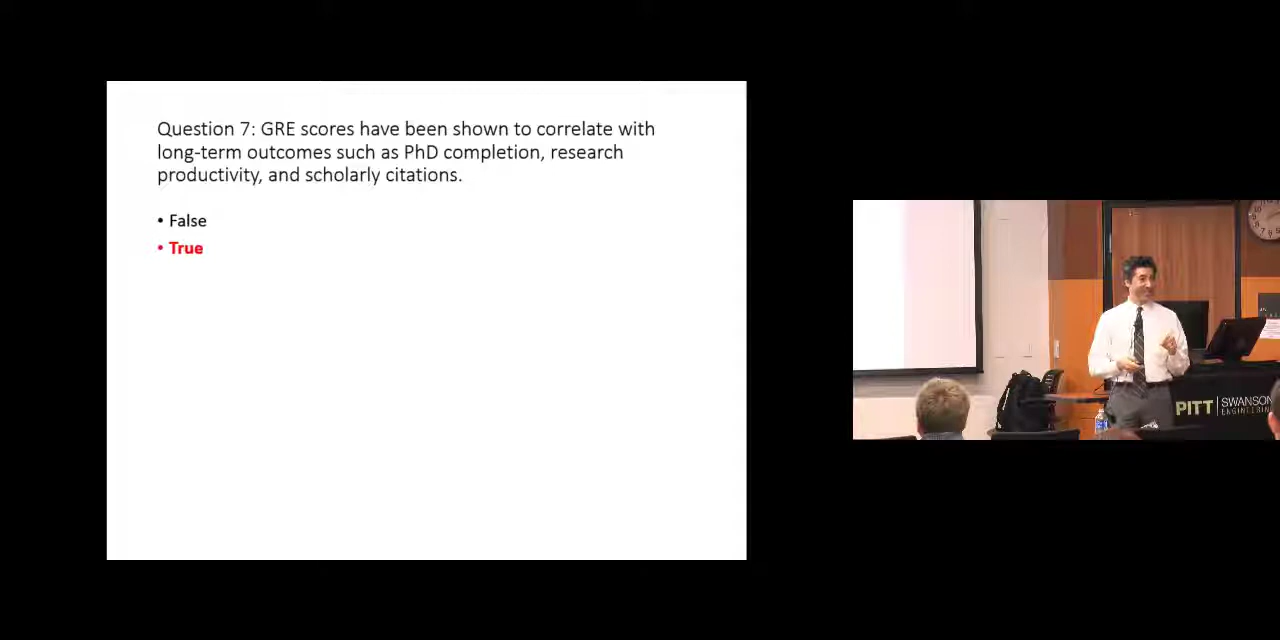 Question 7: GRE scores have been shown to correlate with
long-term outcomes such as PhD completion, research
productivity, and scholarly citations.
• False
• True
PITT | SWANSON
ENGINEERING